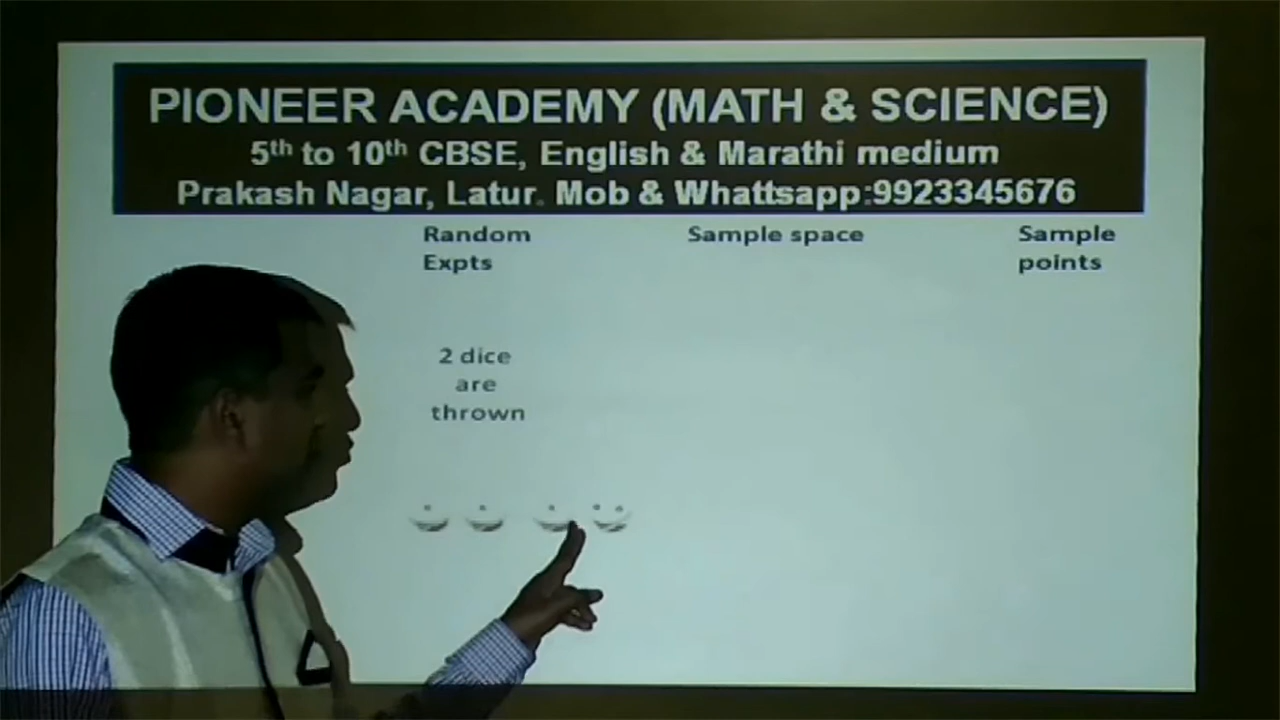 PIONEER ACADEMY (MATH & SCIENCE)
5th to 10th CBSE, English & Marathi medium
Prakash Nagar, Latur. Mob & Whattsapp:9923345676
Random Sample space Sample
Expts points
2 dice
are
thrown